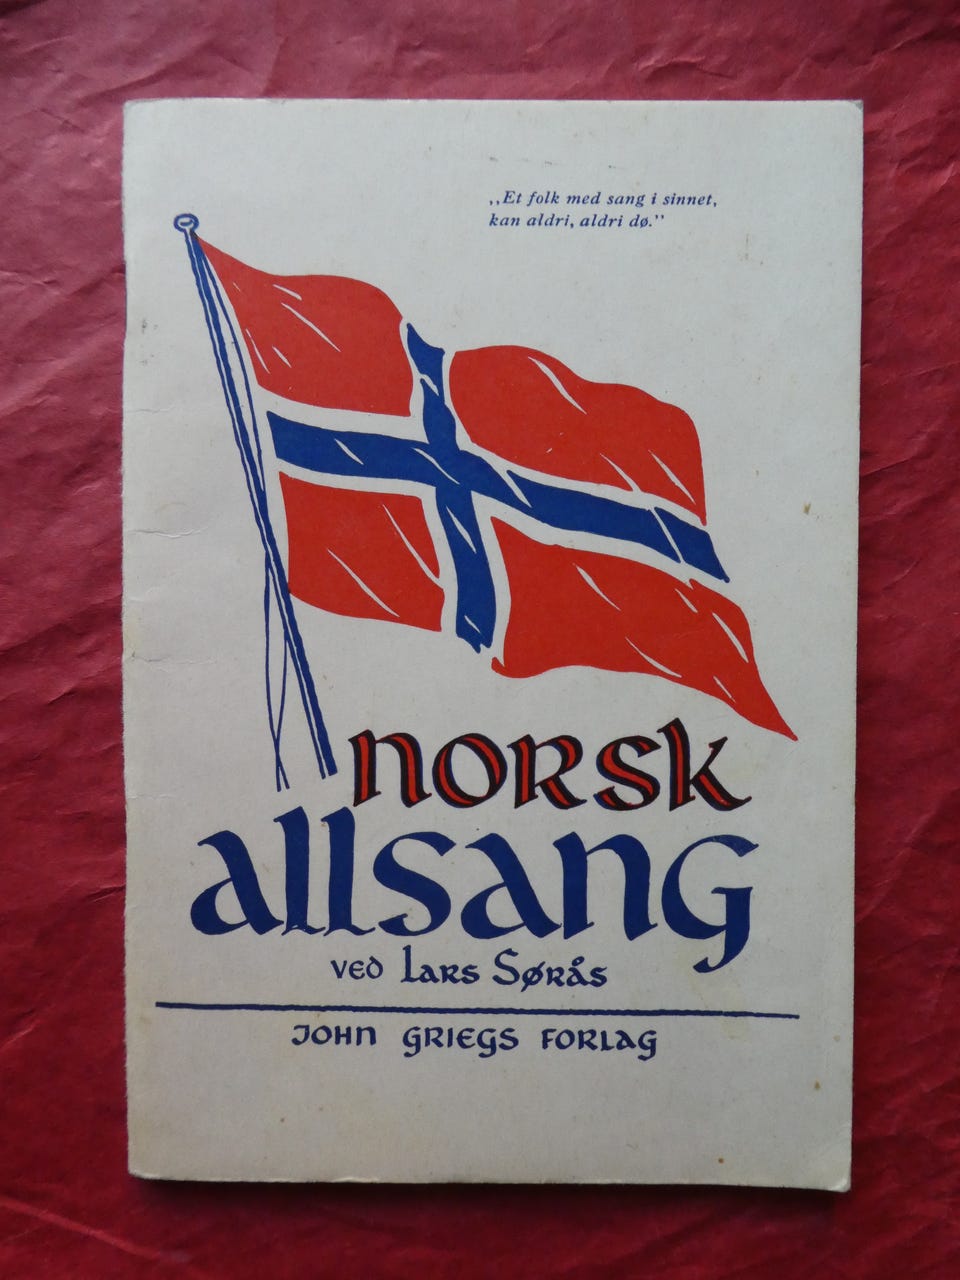 ,,Et folk med sang i sinnet,
kan aldri, aldri dø.''
NORSK
allsang
ved Lars Sørås
JOHN GRIEGS FORLAG